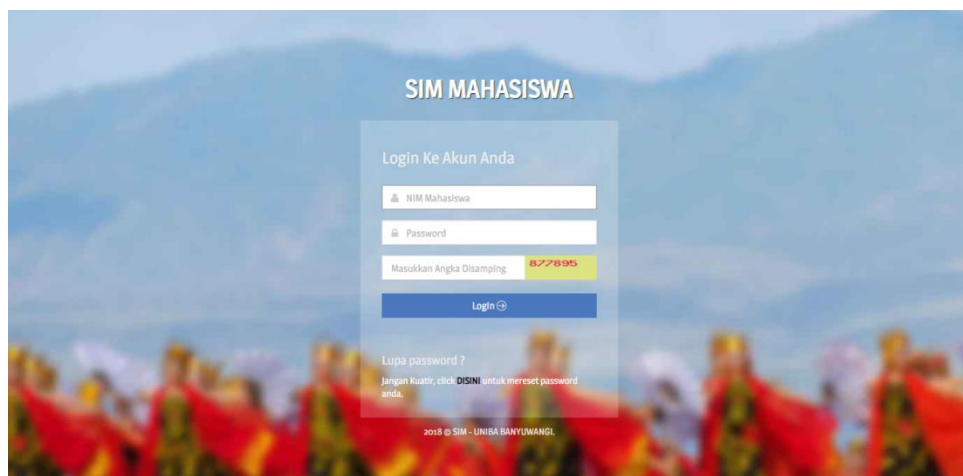 SIM MAHASISWA
Login Ke Akun Anda
NIM Mahasiswa
Password
Masukkan Angka Disamping
877895
Login
Lupa password ?
Jangan Kuatir, click DISINI untuk mereset password
anda.
2018 © SIM - UNIBA BANYUWANGI.